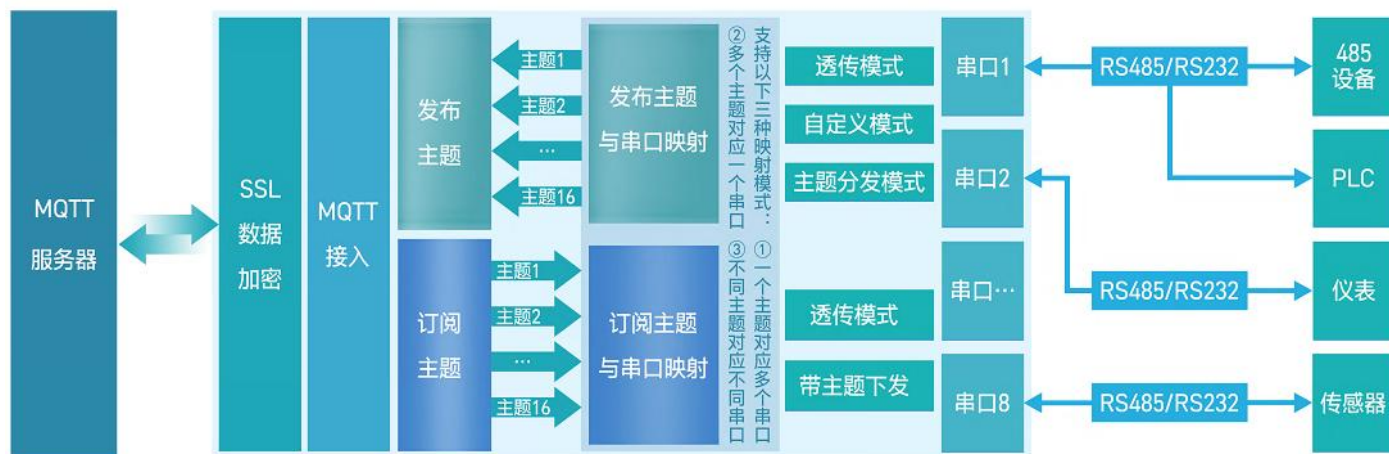 MQTT
服务器
SSL
数据
加密
MQTT
接入
发布
主题
主题1
主题2
…
主题16
发布主题
与串口映射
订阅
主题
主题1
主题2
…
主题16
订阅主题
与串口映射
支持以下三种映射模式：
①一个主题对应多个串口
②多个主题对应一个串口
③不同主题对应不同串口
透传模式
自定义模式
主题分发模式
透传模式
带主题下发
串口1
串口2
串口…
串口8
RS485/RS232
RS485/RS232
RS485/RS232
485
设备
PLC
仪表
传感器